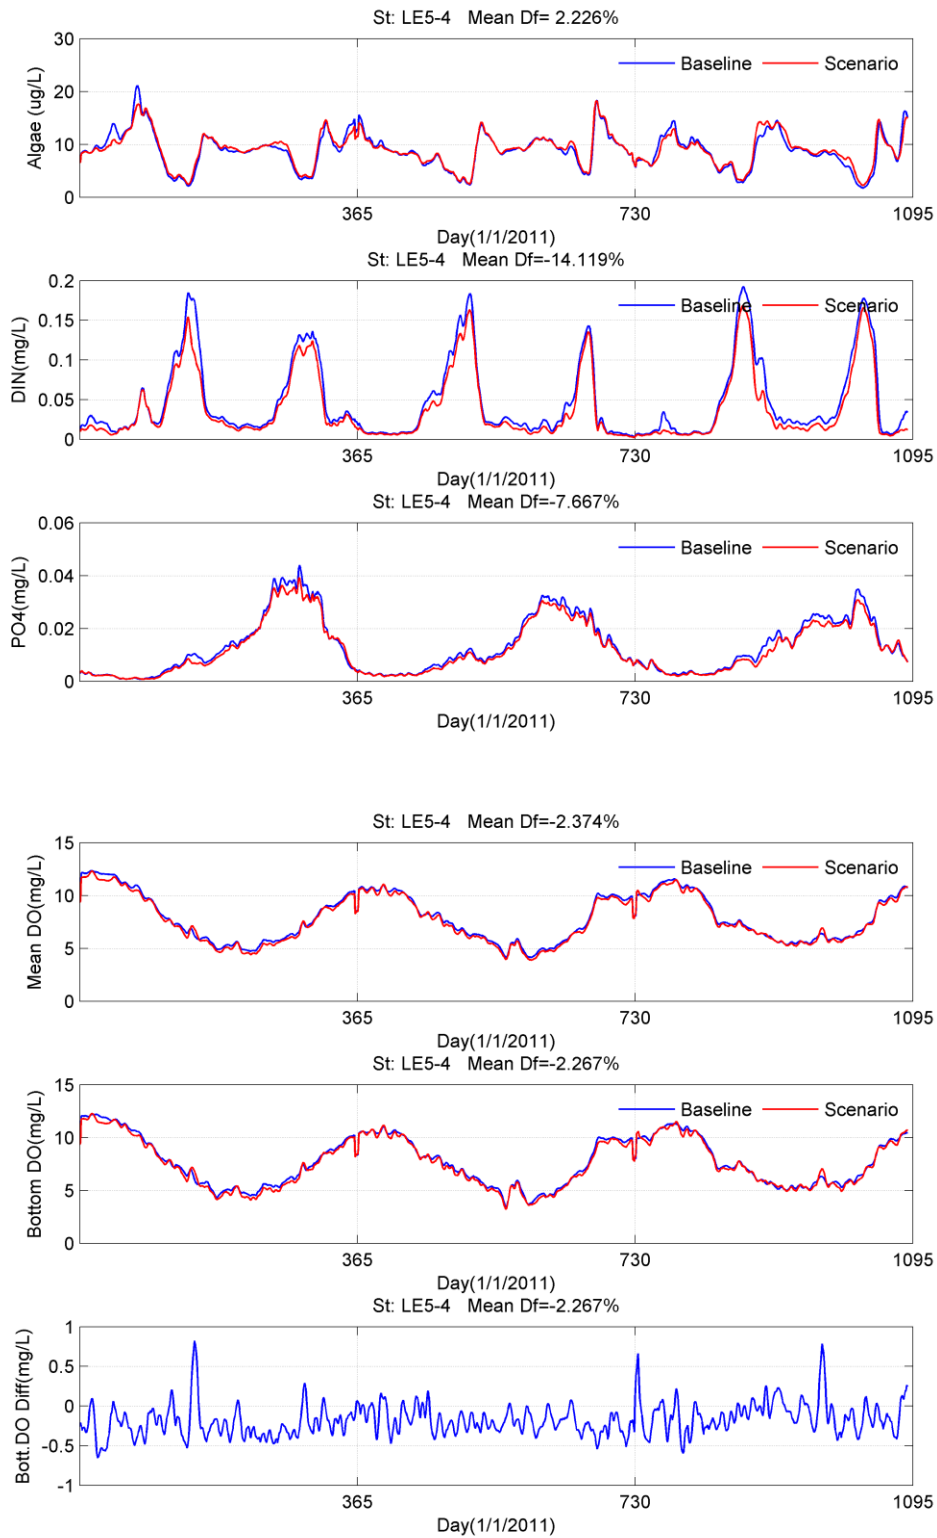 St: LE5-4 Mean Df= 2.226%
30
20
10
0
Algae (ug/L)
Baseline Scenario
365 730 1095
Day(1/1/2011)
St: LE5-4 Mean Df=-14.119%
0.2
0.15
0.1
0.05
0
DIN(mg/L)
Baseline Scenario
365 730 1095
Day(1/1/2011)
St: LE5-4 Mean Df=-7.667%
0.06
0.04
0.02
0
PO4(mg/L)
Baseline Scenario
365 730 1095
Day(1/1/2011)
St: LE5-4 Mean Df=-2.374%
15
10
5
0
Mean DO(mg/L)
Baseline Scenario
365 730 1095
Day(1/1/2011)
St: LE5-4 Mean Df=-2.267%
15
10
5
0
Bottom DO(mg/L)
Baseline Scenario
365 730 1095
Day(1/1/2011)
St: LE5-4 Mean Df=-2.267%
1
0.5
0
-0.5
-1
Bott.DO Diff(mg/L)
365 730 1095
Day(1/1/2011)